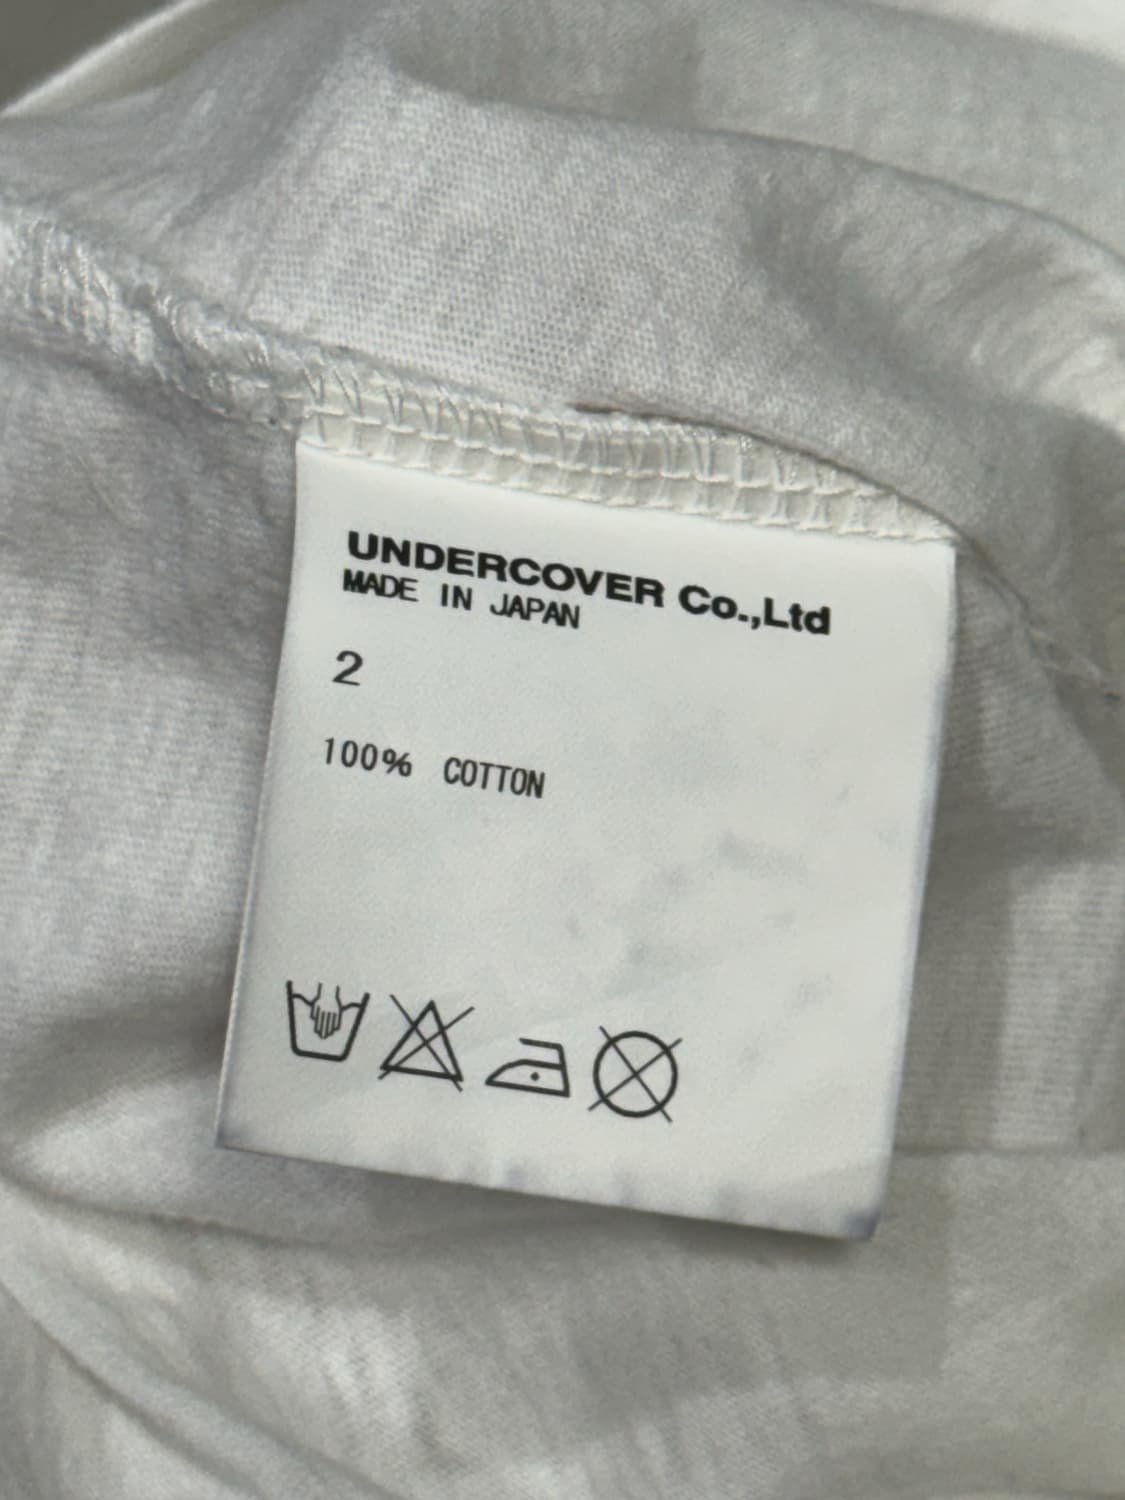 UNDERCOVER Co.,Ltd
MADE IN JAPAN
2
100% COTTON